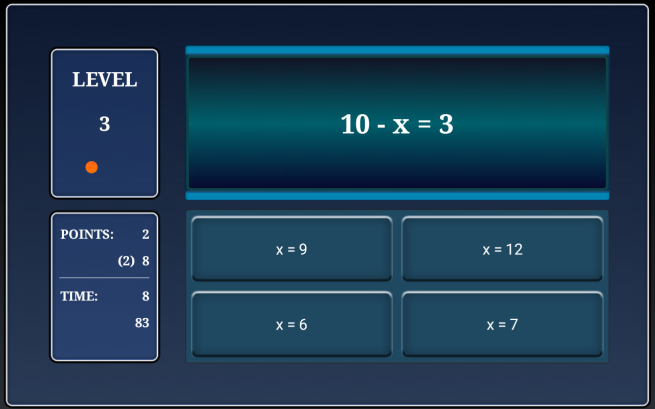 LEVEL
3
10 - x = 3
POINTS: 2
(2) 8
TIME: 8
83
x = 9
x = 12
x = 6
x = 7